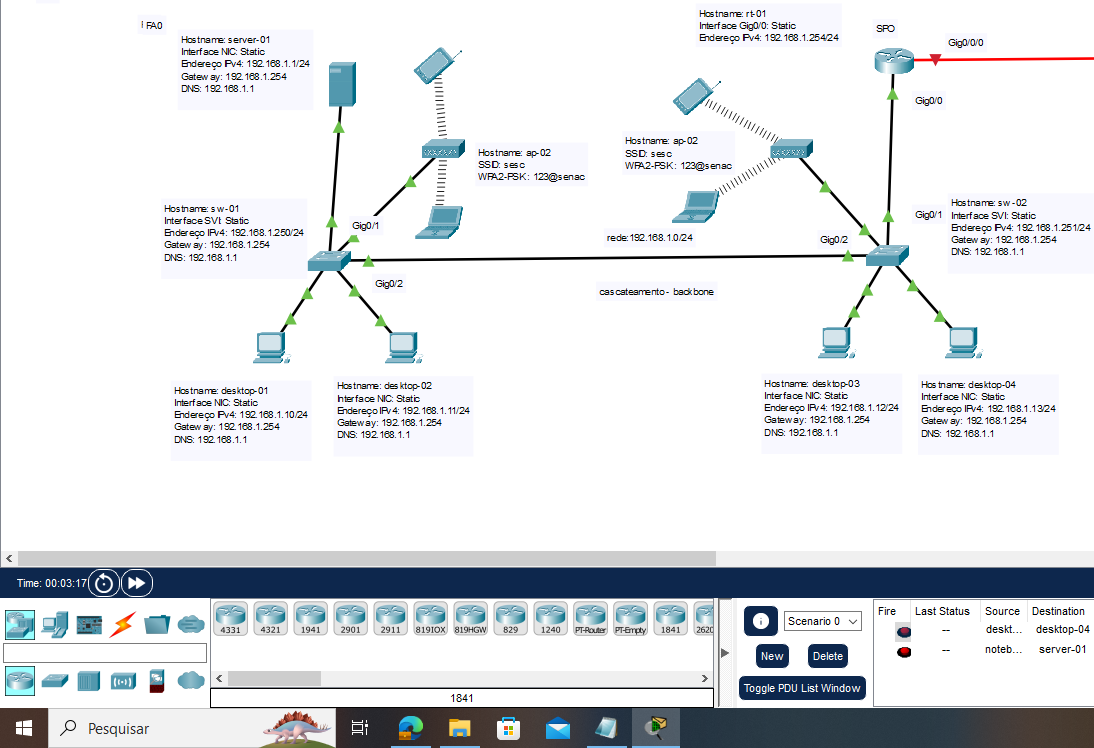 FA0
Hostname: server-01
Interface NIC: Static
Endereço IPv4: 192.168.1.1/24
Gateway: 192.168.1.254
DNS: 192.168.1.1
Hostname: rt-01
Interface Gig0/0: Static
Endereço IPv4: 192.168.1.254/24
SPO
Gig0/0/0
Gig0/0
Hostname: ap-02
SSID: sesc
WPA2-PSK: 123@senac
Hostname: ap-02
SSID: sesc
WPA2-PSK: 123@senac
Hostname: sw-01
Interface SVI: Static
Endereço IPv4: 192.168.1.250/24
Gateway: 192.168.1.254
DNS: 192.168.1.1
Gig0/1
Gig0/2
rede:192.168.1.0/24
cascateamento - backbone
Gig0/2
Gig0/1
Hostname: sw-02
Interface SVI: Static
Endereço IPv4: 192.168.1.251/24
Gateway: 192.168.1.254
DNS: 192.168.1.1
Hostname: desktop-01
Interface NIC: Static
Endereço IPv4: 192.168.1.10/24
Gateway: 192.168.1.254
DNS: 192.168.1.1
Hostname: desktop-02
Interface NIC: Static
Endereço IPv4: 192.168.1.11/24
Gateway: 192.168.1.254
DNS: 192.168.1.1
Hostname: desktop-03
Interface NIC: Static
Endereço IPv4: 192.168.1.12/24
Gateway: 192.168.1.254
DNS: 192.168.1.1
Hostname: desktop-04
Interface NIC: Static
Endereço IPv4: 192.168.1.13/24
Gateway: 192.168.1.254
DNS: 192.168.1.1
Time: 00:03:17
4331 4321 1941 2901 2911 819IOX 819HGW 829 1240 PT-Router PT-Empty 1841 2620
1841
Scenario 0
New Delete
Toggle PDU List Window
Fire Last Status Source Destination
-- deskt... desktop-04
-- noteb... server-01
Pesquisar